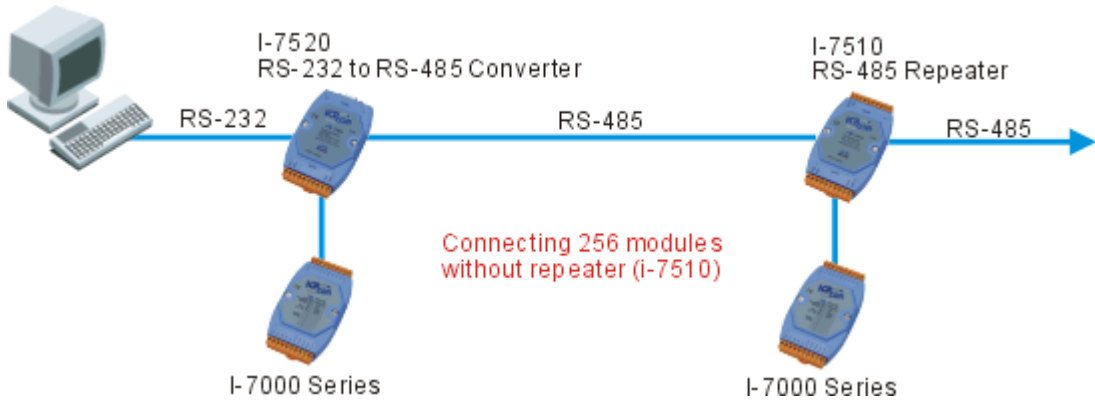 I-7520
RS-232 to RS-485 Converter
I-7510
RS-485 Repeater
RS-232
RS-485
RS-485
Connecting 256 modules
without repeater (i-7510)
I-7000 Series
I-7000 Series